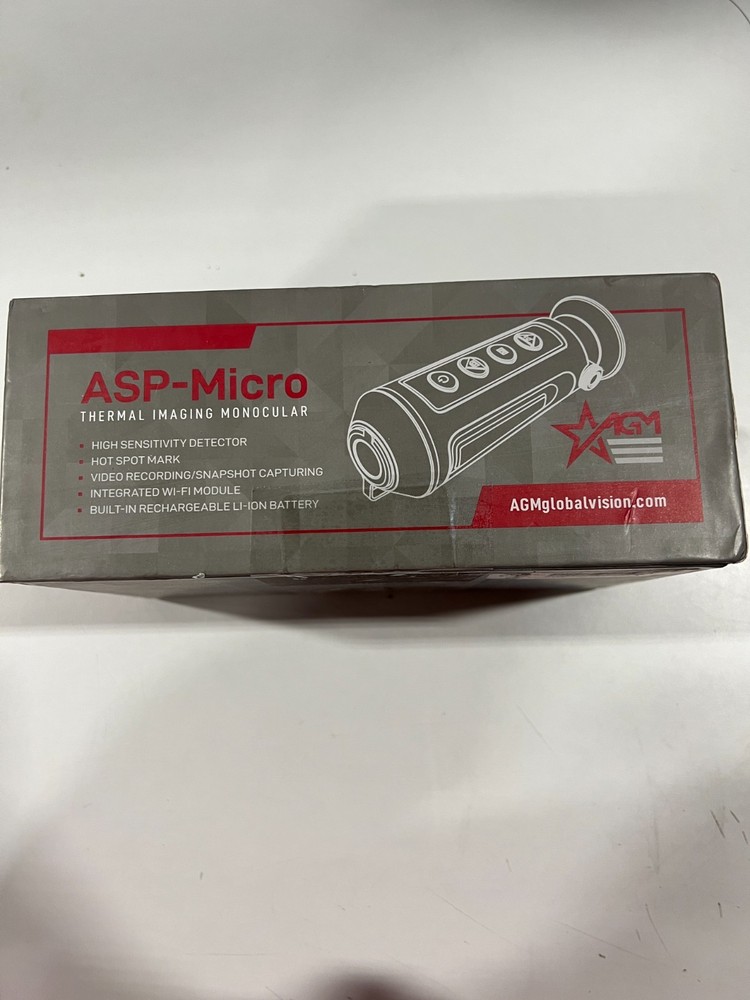 ASP-Micro
THERMAL IMAGING MONOCULAR
HIGH SENSITIVITY DETECTOR
HOT SPOT MARK
VIDEO RECORDING/SNAPSHOT CAPTURING
INTEGRATED WI-FI MODULE
BUILT-IN RECHARGEABLE LI-ION BATTERY
AGM
AGMglobalvision.com